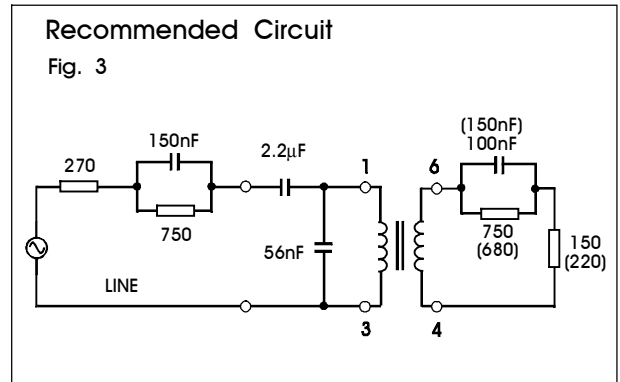 Recommended Circuit
Fig. 3
150nF
270
750
LINE
2.2µF
56nF
1
3
6
4
(150nF)
100nF
750
(680)
150
(220)